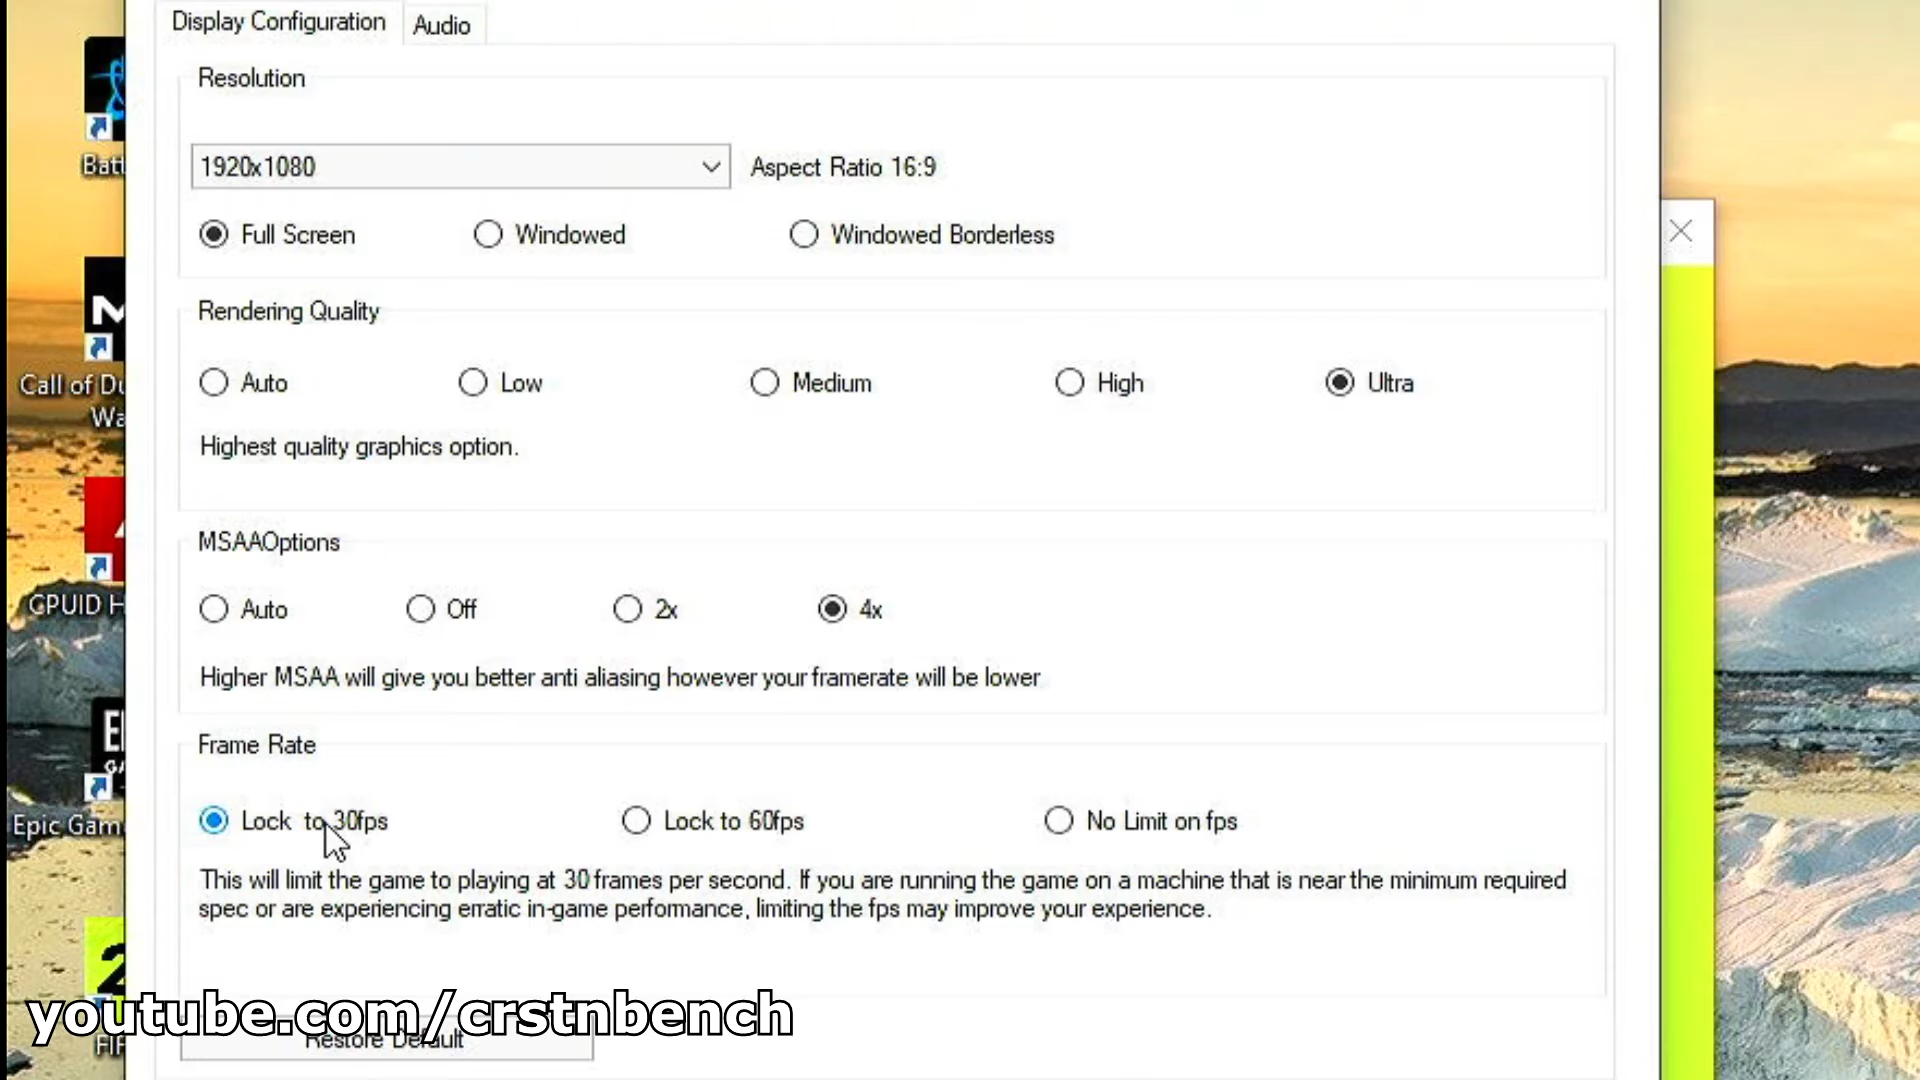 Display Configuration
Audio
Resolution
1920x1080
Aspect Ratio 16:9
Full Screen
Windowed
Windowed Borderless
Rendering Quality
Auto
Low
Medium
High
Ultra
Highest quality graphics option.
MSAAOptions
Auto
Off
2x
4x
Higher MSAA will give you better anti aliasing however your framerate will be lower
Frame Rate
Lock to 30fps
Lock to 60fps
No Limit on fps
This will limit the game to playing at 30 frames per second. If you are running the game on a machine that is near the minimum required
spec or are experiencing erratic in-game performance, limiting the fps may improve your experience.
Restore Default
youtube.com/crstnbench
Batt
Call of Du
Wa
CPUID H
Epic Gam
FIF